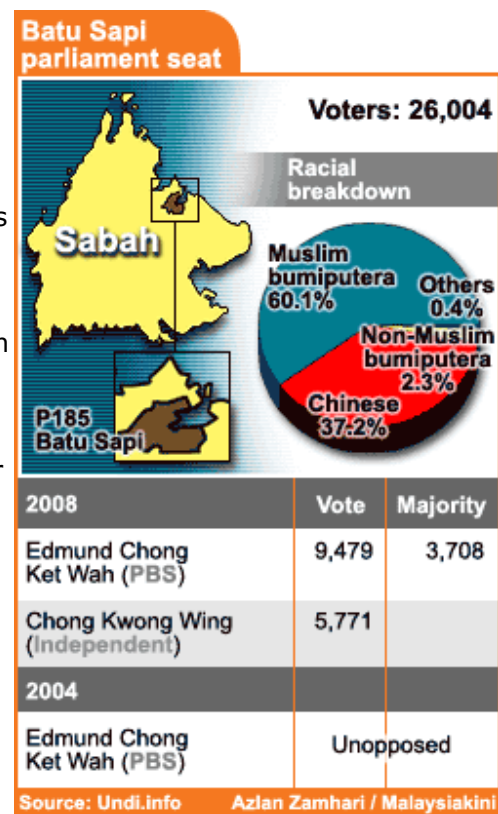 Batu Sapi
parliament seat
Voters: 26,004
Racial
breakdown
Sabah
Muslim
bumiputera
60.1%
Others
0.4%
Non-Muslim
bumiputera
2.3%
Chinese
37.2%
P185
Batu Sapi
2008 Vote Majority
Edmund Chong
Ket Wah (PBS) 9,479 3,708
Chong Kwong Wing
(Independent) 5,771
2004
Edmund Chong
Ket Wah (PBS) Unopposed
Source: Undi.info Azlan Zamhari / Malaysiakini